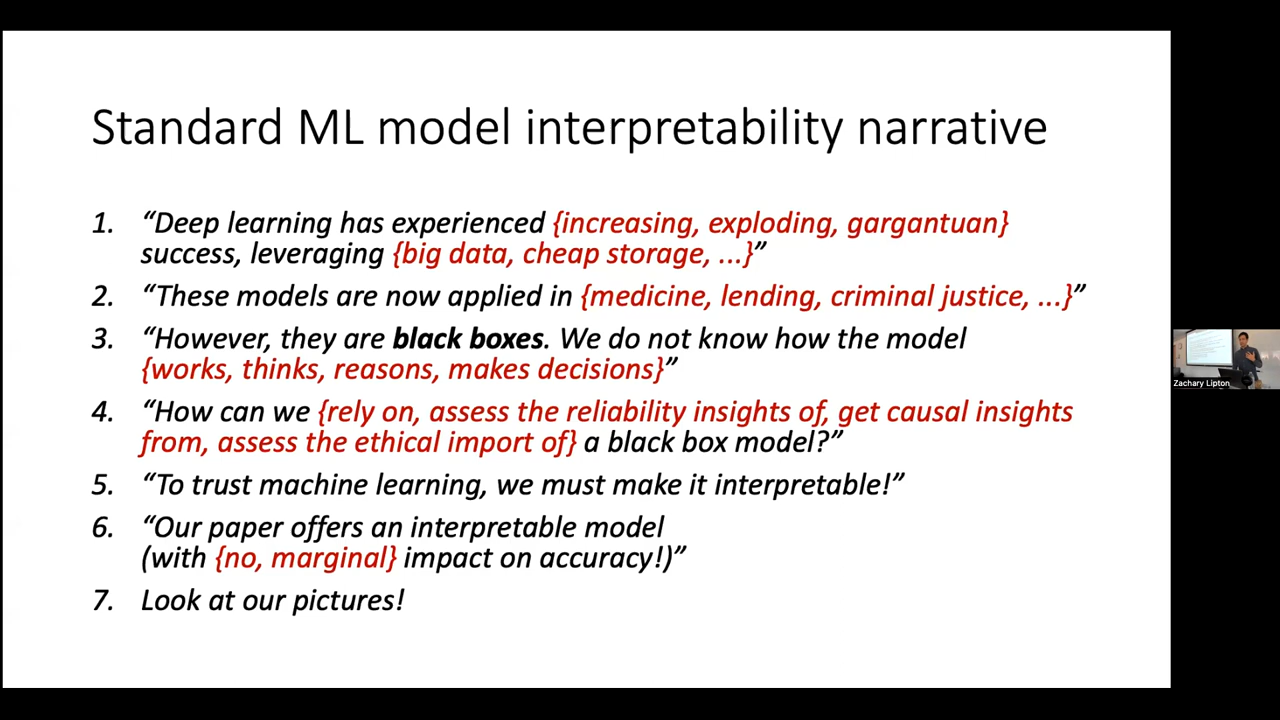 Standard ML model interpretability narrative
1. “Deep learning has experienced {increasing, exploding, gargantuan}
success, leveraging {big data, cheap storage, ...}”
2. “These models are now applied in {medicine, lending, criminal justice, ...}”
3. “However, they are black boxes. We do not know how the model
{works, thinks, reasons, makes decisions}”
4. “How can we {rely on, assess the reliability insights of, get causal insights
from, assess the ethical import of} a black box model?”
5. “To trust machine learning, we must make it interpretable!”
6. “Our paper offers an interpretable model
(with {no, marginal} impact on accuracy!)”
7. Look at our pictures!
Zachary Lipton